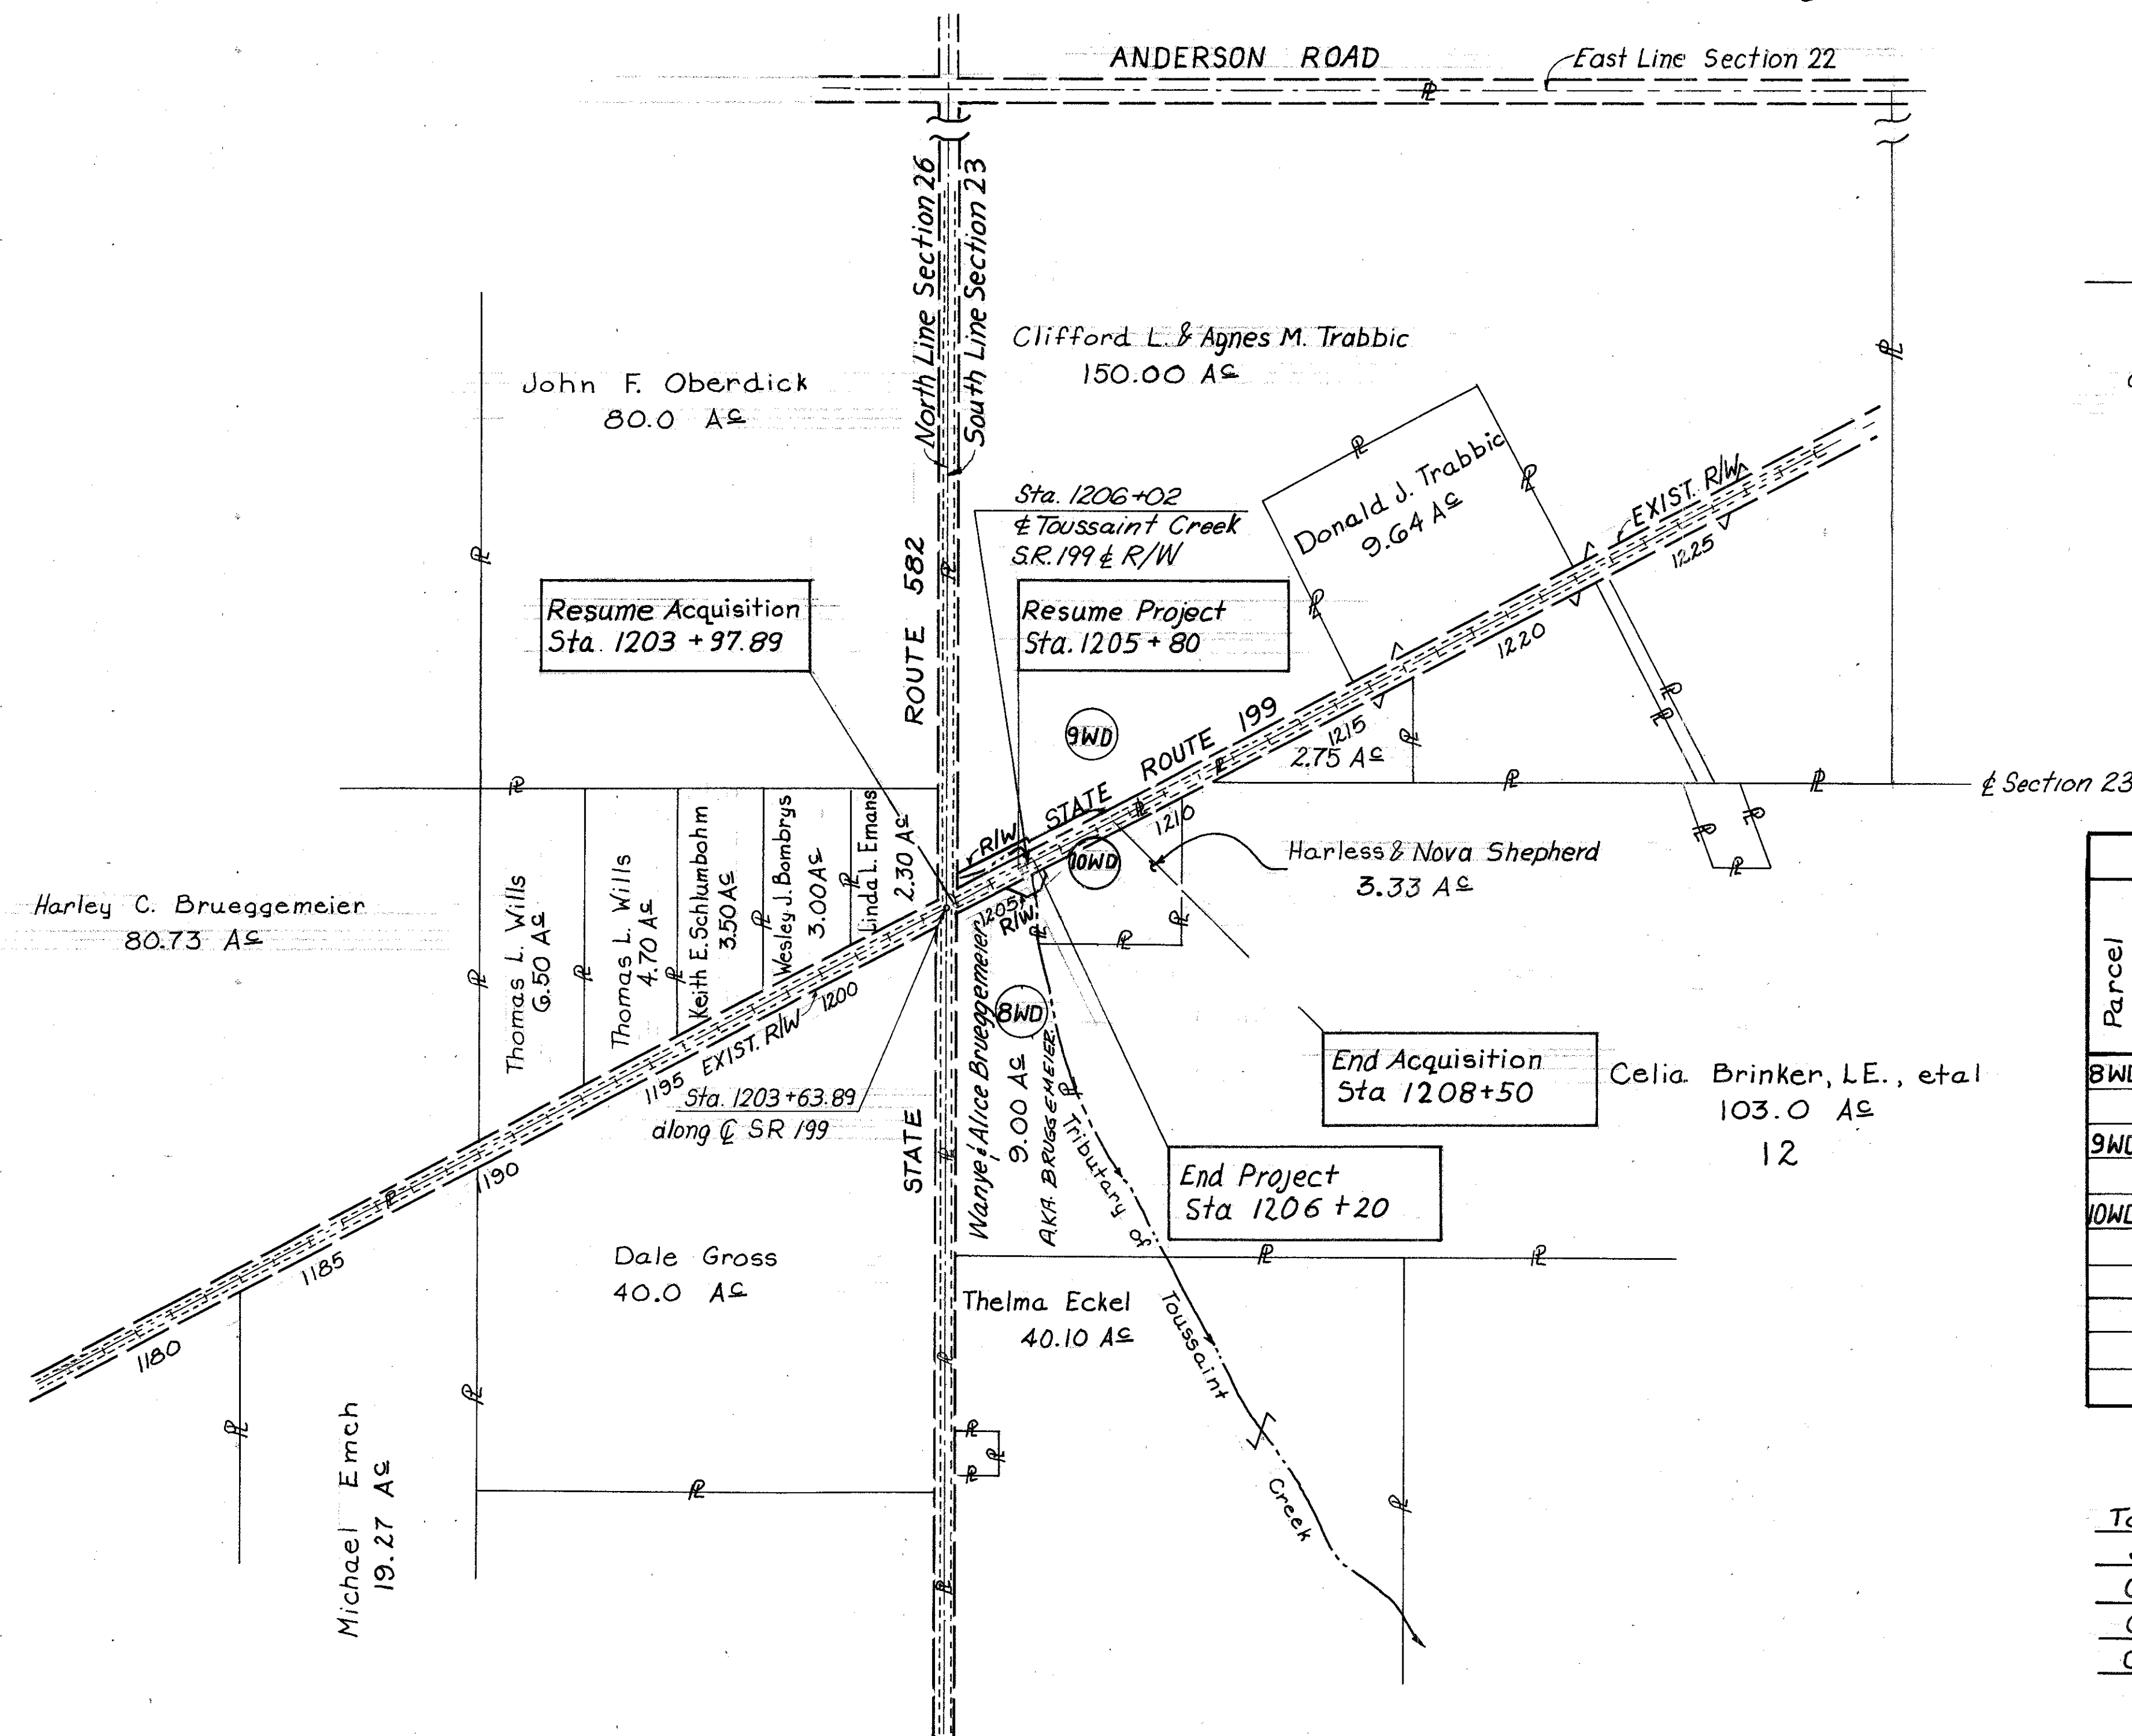 ANDERSON ROAD
East Line Section 22
North Line Section 26
South Line Section 23
Clifford L. & Agnes M. Trabbic
150.00 Ac
John F. Oberdick
80.0 Ac
Donald J. Trabbic
9.64 Ac
EXIST. R/W
1225
1220
1215
1210
Sta. 1206+02
℄ Toussaint Creek
S.R. 199 ℄ R/W
Resume Acquisition
Sta. 1203 + 97.89
Resume Project
Sta. 1205 + 80
ROUTE 582
9WD
STATE ROUTE 199
2.75 Ac
℄ Section 23
R/W
10WD
Harless & Nova Shepherd
3.33 Ac
Harley C. Brueggemeier
80.73 Ac
Thomas L. Wills
6.50 Ac
Thomas L. Wills
4.70 Ac
Keith E. Schlumbohm
3.50 Ac
Wesley J. Bombrys
3.00 Ac
Linda L. Emans
2.30 Ac
1205
R/W
8WD
Wanye & Alice Brueggemeier
9.00 Ac
A.K.A. BRUGGEMEIER
EXIST. R/W
1200
1195
1190
1185
1180
Sta. 1203+63.89
along ℄ SR 199
STATE
End Acquisition
Sta 1208+50
Celia Brinker, L.E., etal
103.0 Ac
12
End Project
Sta 1206 +20
Tributary of
Toussaint
Creek
Dale Gross
40.0 Ac
Thelma Eckel
40.10 Ac
Michael Emch
19.27 Ac
Parcel
8WD
9WD
10WD